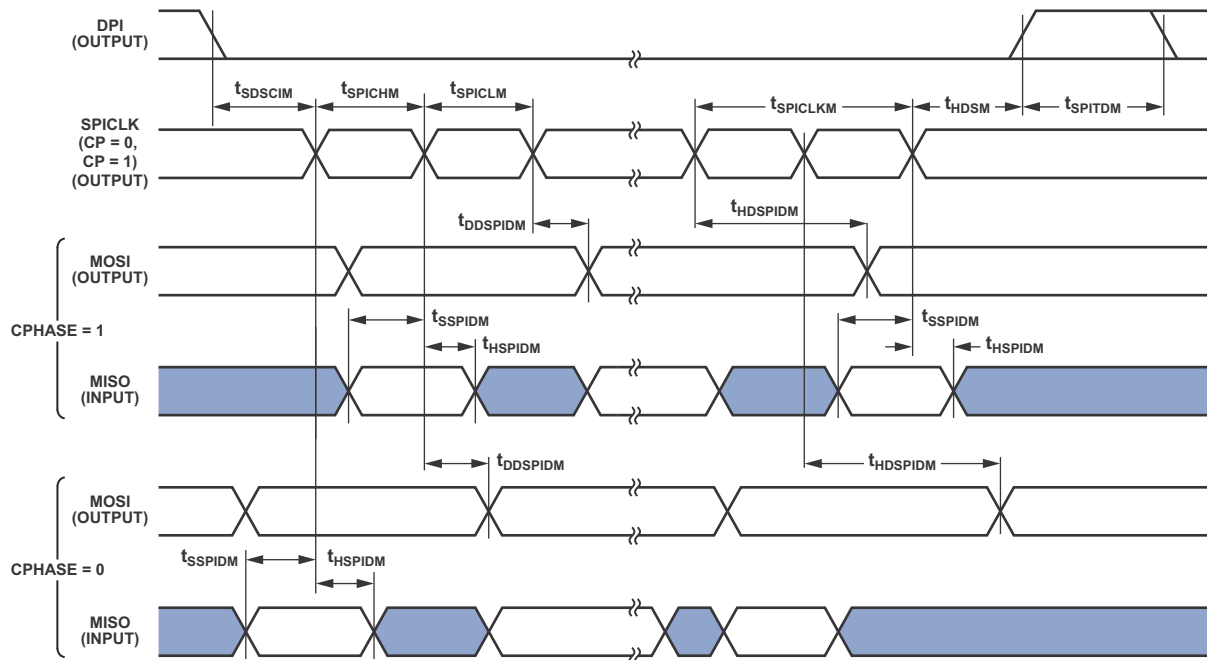 DPI
(OUTPUT)
tSDSCIM
tSPICHM
tSPICLM
tSPICLKM
tHDSM
tSPITDM
SPICLK
(CP = 0,
CP = 1)
(OUTPUT)
tDDSPIDM
tHDSPIDM
MOSI
(OUTPUT)
CPHASE = 1
tSSPIDM
tSSPIDM
tHSPIDM
tHSPIDM
MISO
(INPUT)
tDDSPIDM
tHDSPIDM
MOSI
(OUTPUT)
tSSPIDM
tHSPIDM
CPHASE = 0
MISO
(INPUT)